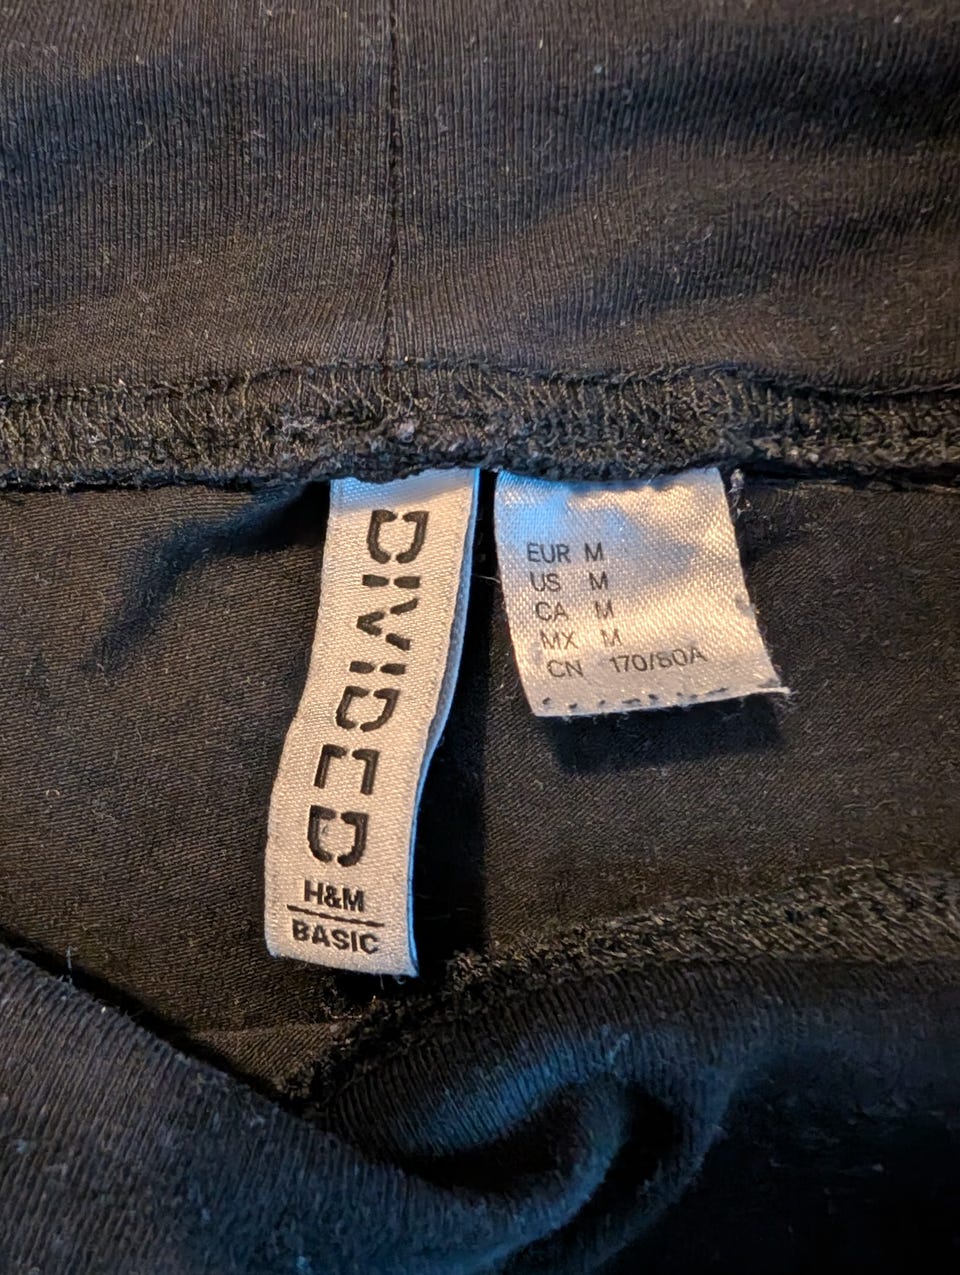 DIVIDED
H&M
BASIC
EUR M
US M
CA M
MX M
CN 170/80A